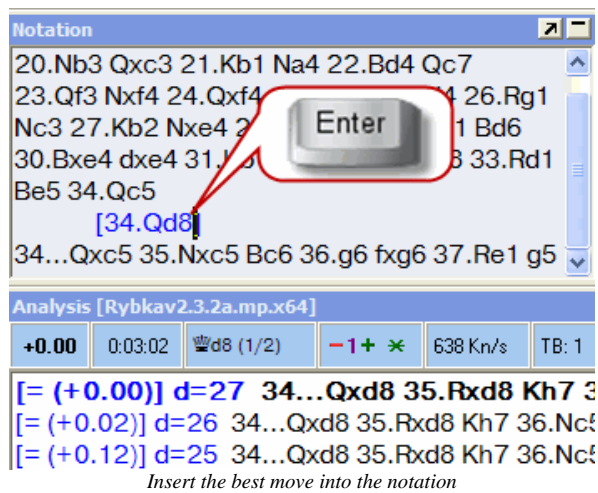 Notation
20.Nb3 Qxc3 21.Kb1 Na4 22.Bd4 Qc7
23.Qf3 Nxf4 24.Qxf4 26.Rg1
Nc3 27.Kb2 Nxe4 Bd6
Enter
30.Bxe4 dxe4 33.Rd1
Be5 34.Qc5
[34.Qd8]
34...Qxc5 35.Nxc5 Bc6 36.g6 fxg6 37.Re1 g5
Analysis [Rybkav2.3.2a.mp.x64]
+0.00 0:03:02 ♛d8 (1/2) −1+ 638 Kn/s TB: 1
[= (+0.00)] d=27 34...Qxd8 35.Rxd8 Kh7 3
[= (+0.02)] d=26 34...Qxd8 35.Rxd8 Kh7 36.Nc5
[= (+0.12)] d=25 34...Qxd8 35.Rxd8 Kh7 36.Nc5
Insert the best move into the notation